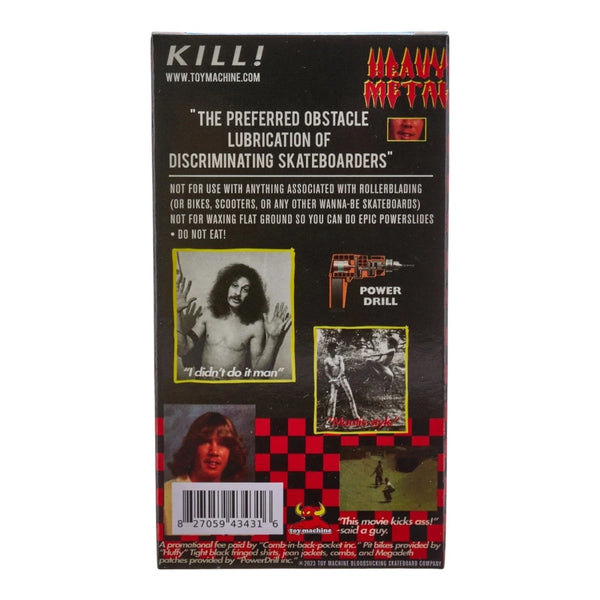 KILL!
WWW.TOYMACHINE.COM
HEAVY
METAL
"THE PREFERRED OBSTACLE
LUBRICATION OF
DISCRIMINATING SKATEBOARDERS"
NOT FOR USE WITH ANYTHING ASSOCIATED WITH ROLLERBLADING
(OR BIKES, SCOOTERS, OR ANY OTHER WANNA-BE SKATEBOARDS)
NOT FOR WAXING FLAT GROUND SO YOU CAN DO EPIC POWERSLIDES
• DO NOT EAT!
POWER
DRILL
"I didn't do it man"
style"
8 27059 43431 6
toy machine
"This movie kicks ass!"
-said a guy.
A promotional fee paid by "Comb-in-back-pocket inc." Pit bikes provided by
"Huffy" Tight black fringed shirts, jean jackets, combs, and Megadeth
patches provided by "PowerDrill inc."
©2023 TOY MACHINE BLOODSUCKING SKATEBOARD COMPANY